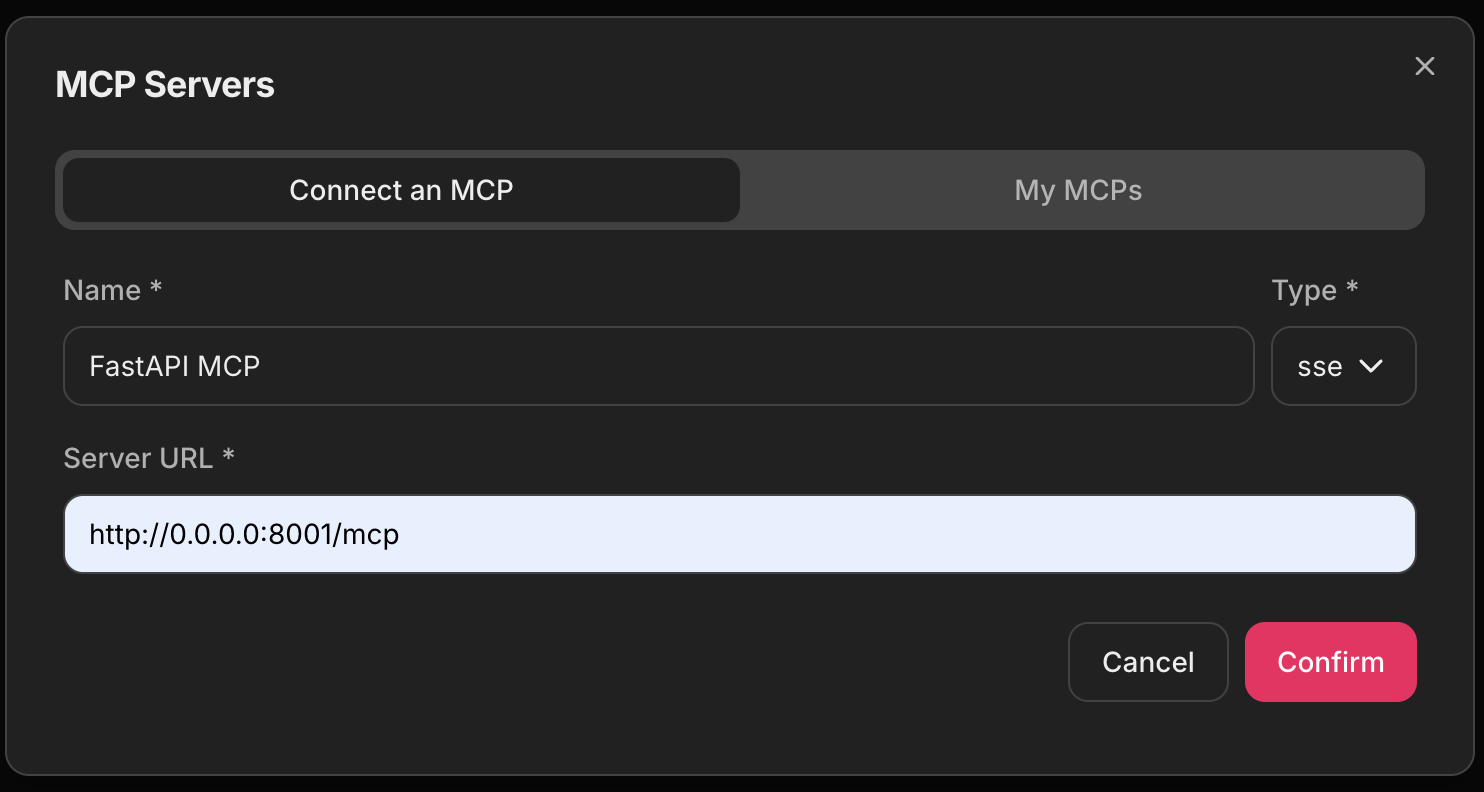 MCP Servers
Connect an MCP
My MCPs
Name *
Type *
FastAPI MCP
sse
Server URL *
http://0.0.0.0:8001/mcp
Cancel
Confirm